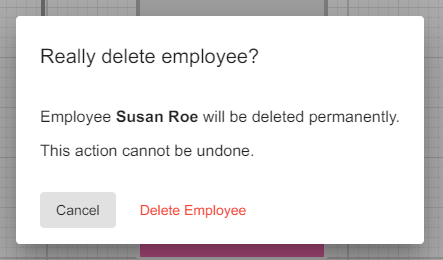 Really delete employee?
Employee Susan Roe will be deleted permanently.
This action cannot be undone.
Cancel Delete Employee